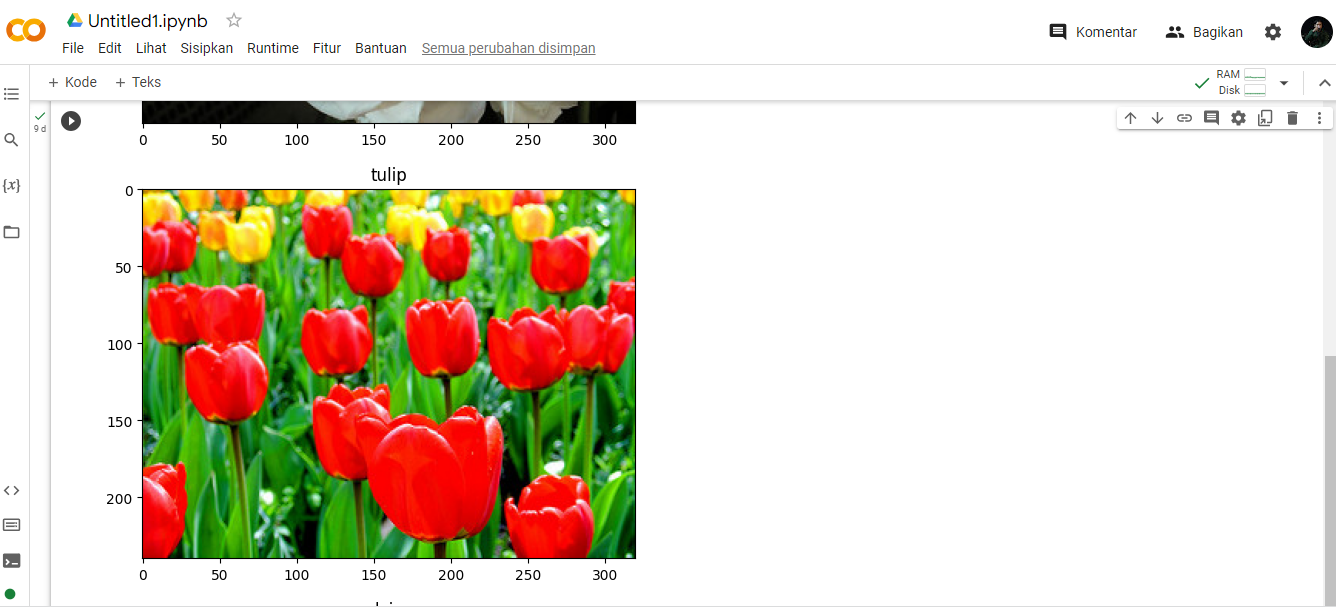 Untitled1.ipynb
File Edit Lihat Sisipkan Runtime Fitur Bantuan Semua perubahan disimpan
Komentar Bagikan
+ Kode + Teks
RAM
Disk
9 d
0 50 100 150 200 250 300
tulip
0
50
100
150
200
0 50 100 150 200 250 300
{x}